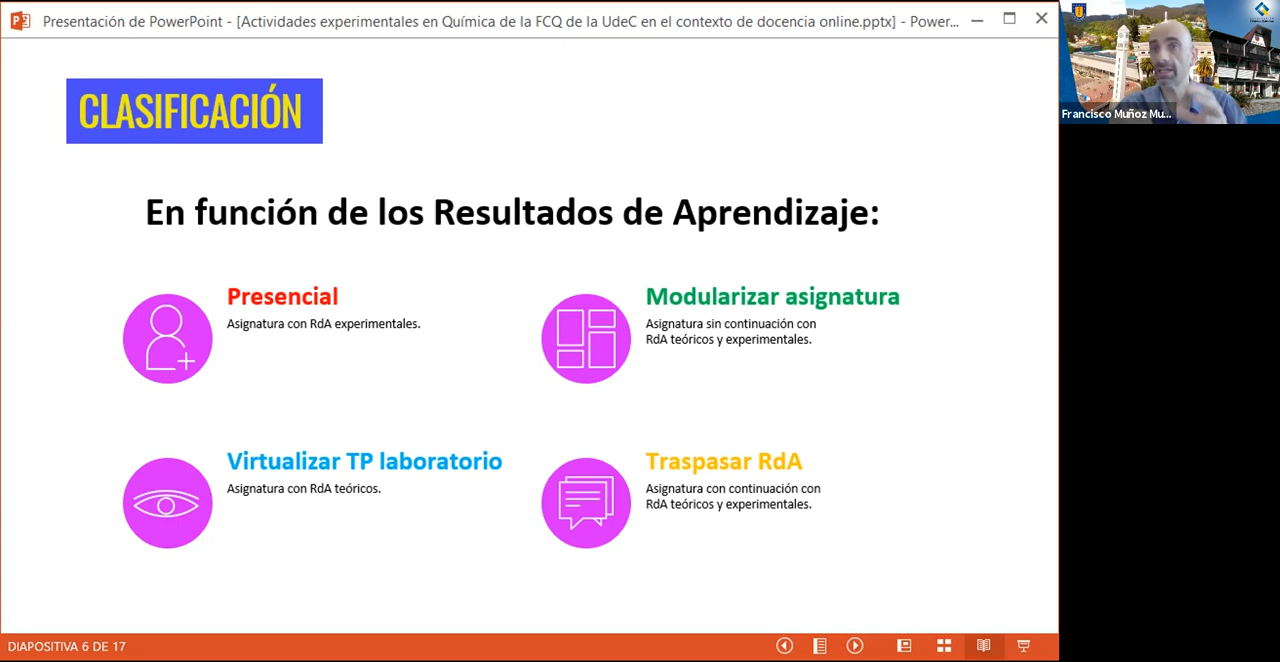 Presentación de PowerPoint - [Actividades experimentales en Química de la FCQ de la UdeC en el contexto de docencia online.pptx] - Power...
Francisco Muñoz Mu...
CLASIFICACIÓN
En función de los Resultados de Aprendizaje:
Presencial
Asignatura con RdA experimentales.
Modularizar asignatura
Asignatura sin continuación con
RdA teóricos y experimentales.
Virtualizar TP laboratorio
Asignatura con RdA teóricos.
Traspasar RdA
Asignatura con continuación con
RdA teóricos y experimentales.
DIAPOSITIVA 6 DE 17